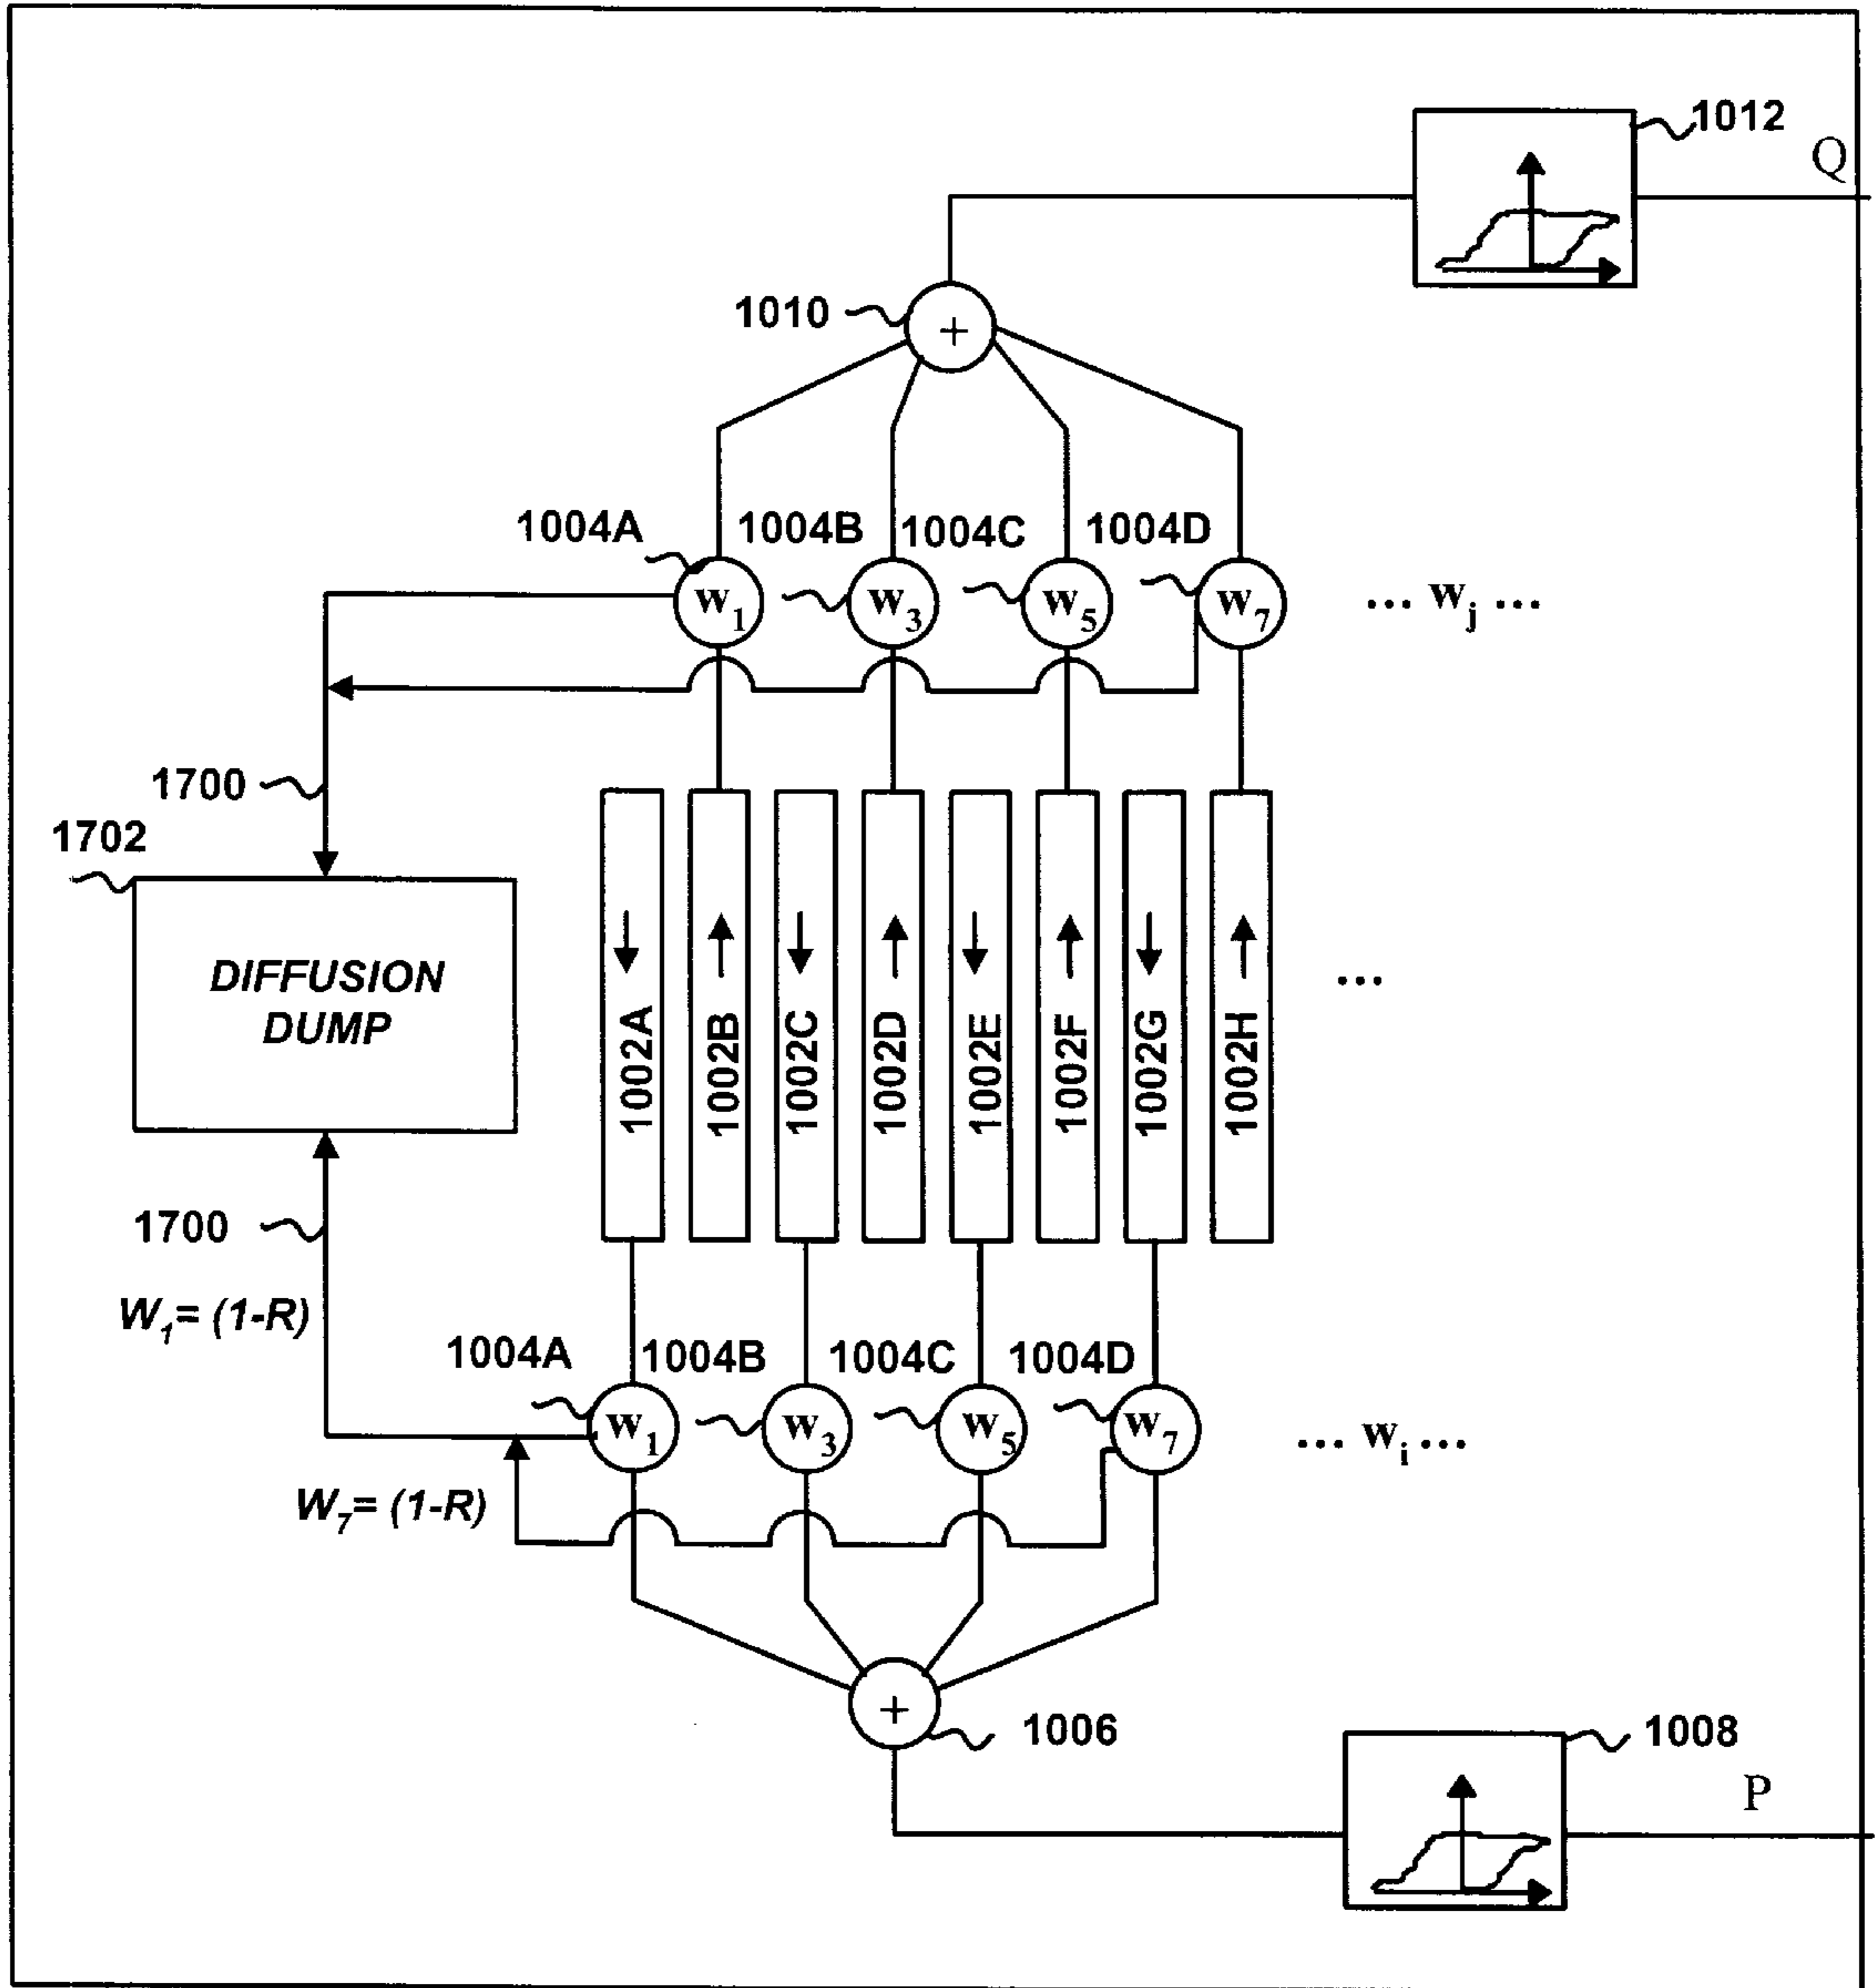 1012
Q
1010
+
1004A 1004B 1004C 1004D
w₁ w₃ w₅ w₇ ... wⱼ ...
1700
1702
DIFFUSION
DUMP
1002A 1002B 1002C 1002D 1002E 1002F 1002G 1002H
...
1700
W₁= (1-R)
1004A 1004B 1004C 1004D
w₁ w₃ w₅ w₇ ... wᵢ ...
W₇= (1-R)
+
1006
1008
P